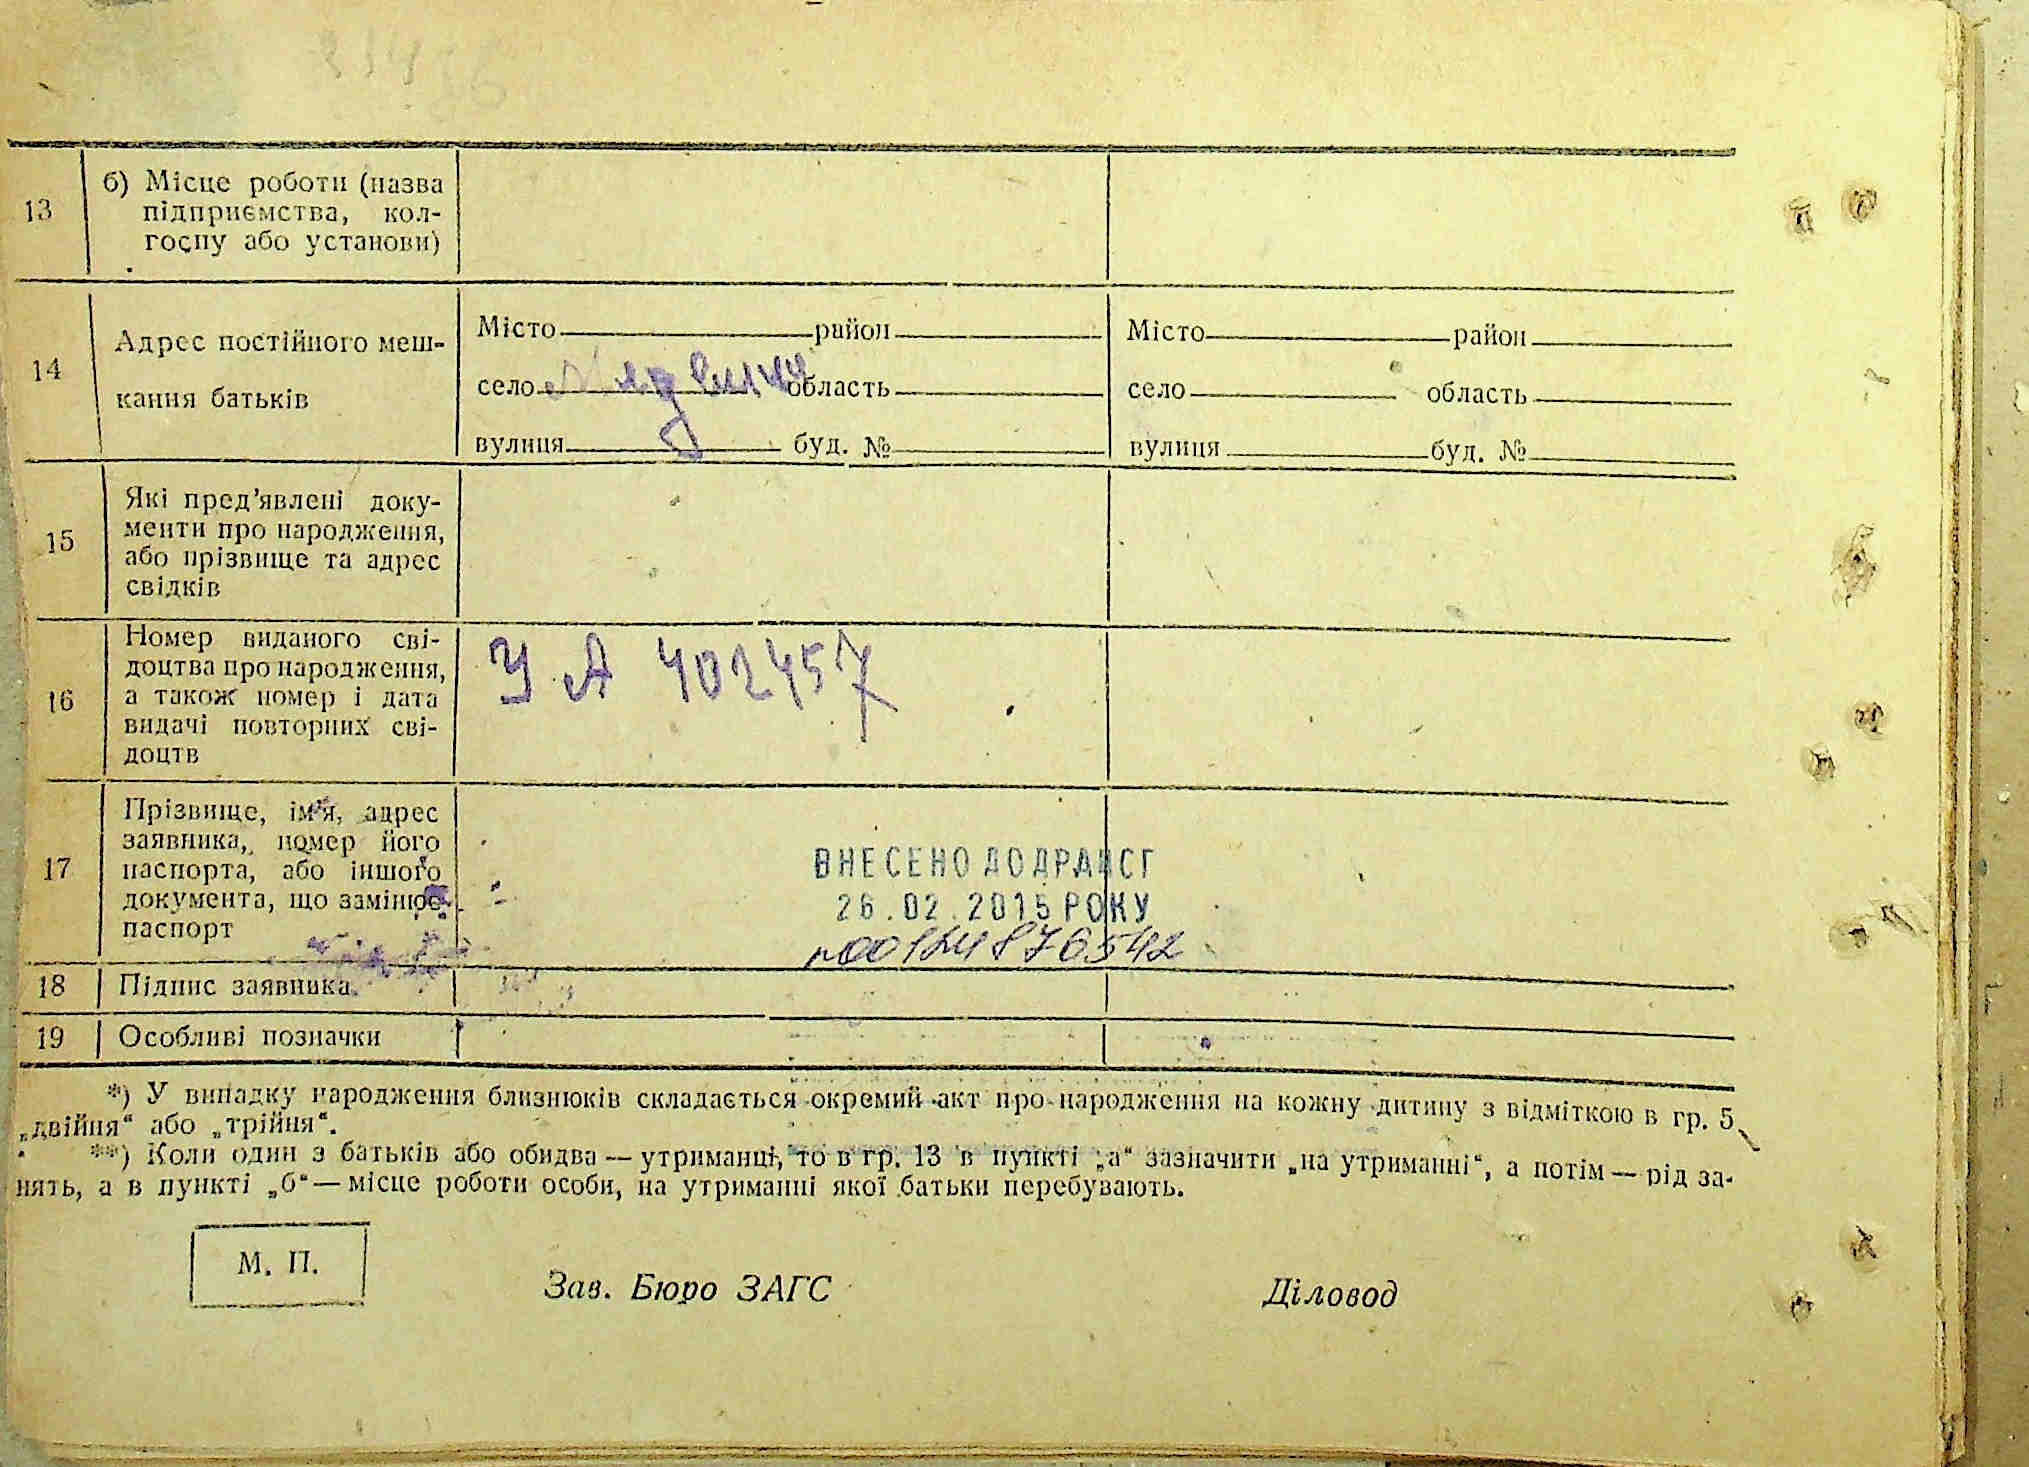 13
б) Місце роботи (назва
підприємства, кол-
госпу або установи)
14
Адрес постійного меш-
кання батьків
Місто район
село область
вулиця буд. №
Місто район
село область
вулиця буд. №
15
Які пред’явлені доку-
менти про народження,
або прізвище та адрес
свідків
16
Номер виданого сві-
доцтва про народження,
а також номер і дата
видачі повторних сві-
доцтв
УА 402457
17
Прізвище, ім’я, адрес
заявника, номер його
паспорта, або іншого
документа, що замінює
паспорт
ВНЕСЕНО ДО ДРАЦСГ
26.02.2015 РОКУ
18 Підпис заявника
19 Особливі позначки
*) У випадку народження близнюків складається окремий акт про народження на кожну дитину з відміткою в гр. 5
„двійня“ або „трійня“.
**) Коли один з батьків або обидва — утриманці, то в гр. 13 в пункті „а“ зазначити „на утриманні“, а потім — рід за-
нять, а в пункті „б“ — місце роботи особи, на утриманні якої батьки перебувають.
М. П.
Зав. Бюро ЗАГС
Діловод